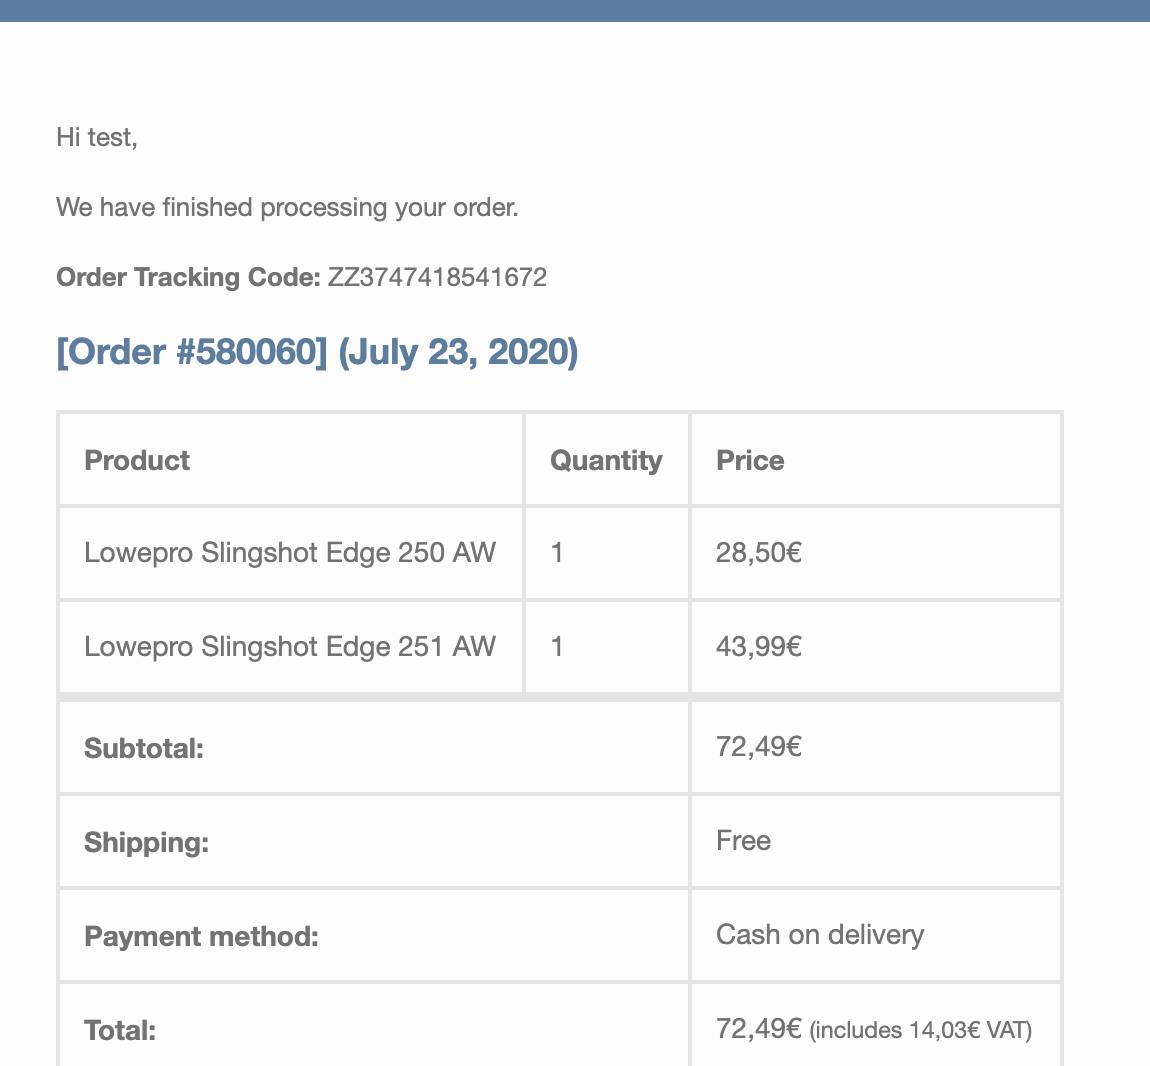 Hi test,
We have finished processing your order.
Order Tracking Code: ZZ3747418541672
[Order #580060] (July 23, 2020)
Product Quantity Price
Lowepro Slingshot Edge 250 AW 1 28,50€
Lowepro Slingshot Edge 251 AW 1 43,99€
Subtotal: 72,49€
Shipping: Free
Payment method: Cash on delivery
Total: 72,49€ (includes 14,03€ VAT)